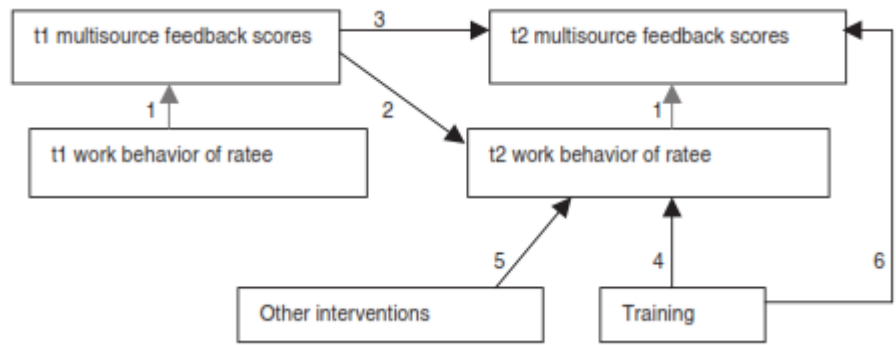 3
t1 multisource feedback scores
t2 multisource feedback scores
1
2
1
t1 work behavior of ratee
t2 work behavior of ratee
5
4
6
Other interventions
Training